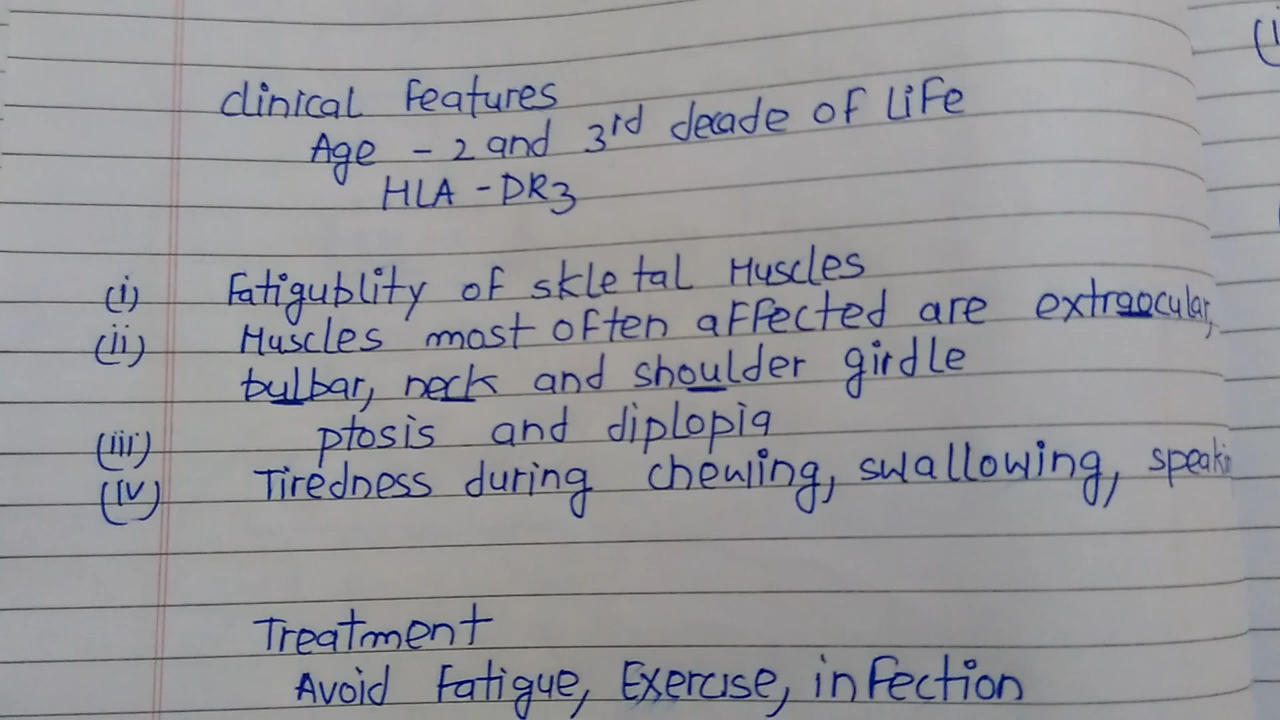 Clinical Features
Age - 2 and 3rd decade of Life
HLA - DR3
(i) Fatigublity of skletal Muscles
(ii) Muscles most often affected are extraocular,
bulbar, neck and shoulder girdle
(iii) ptosis and diplopia
(iv) Tiredness during chewing, swallowing, speaki
Treatment
Avoid Fatigue, Exercise, infection